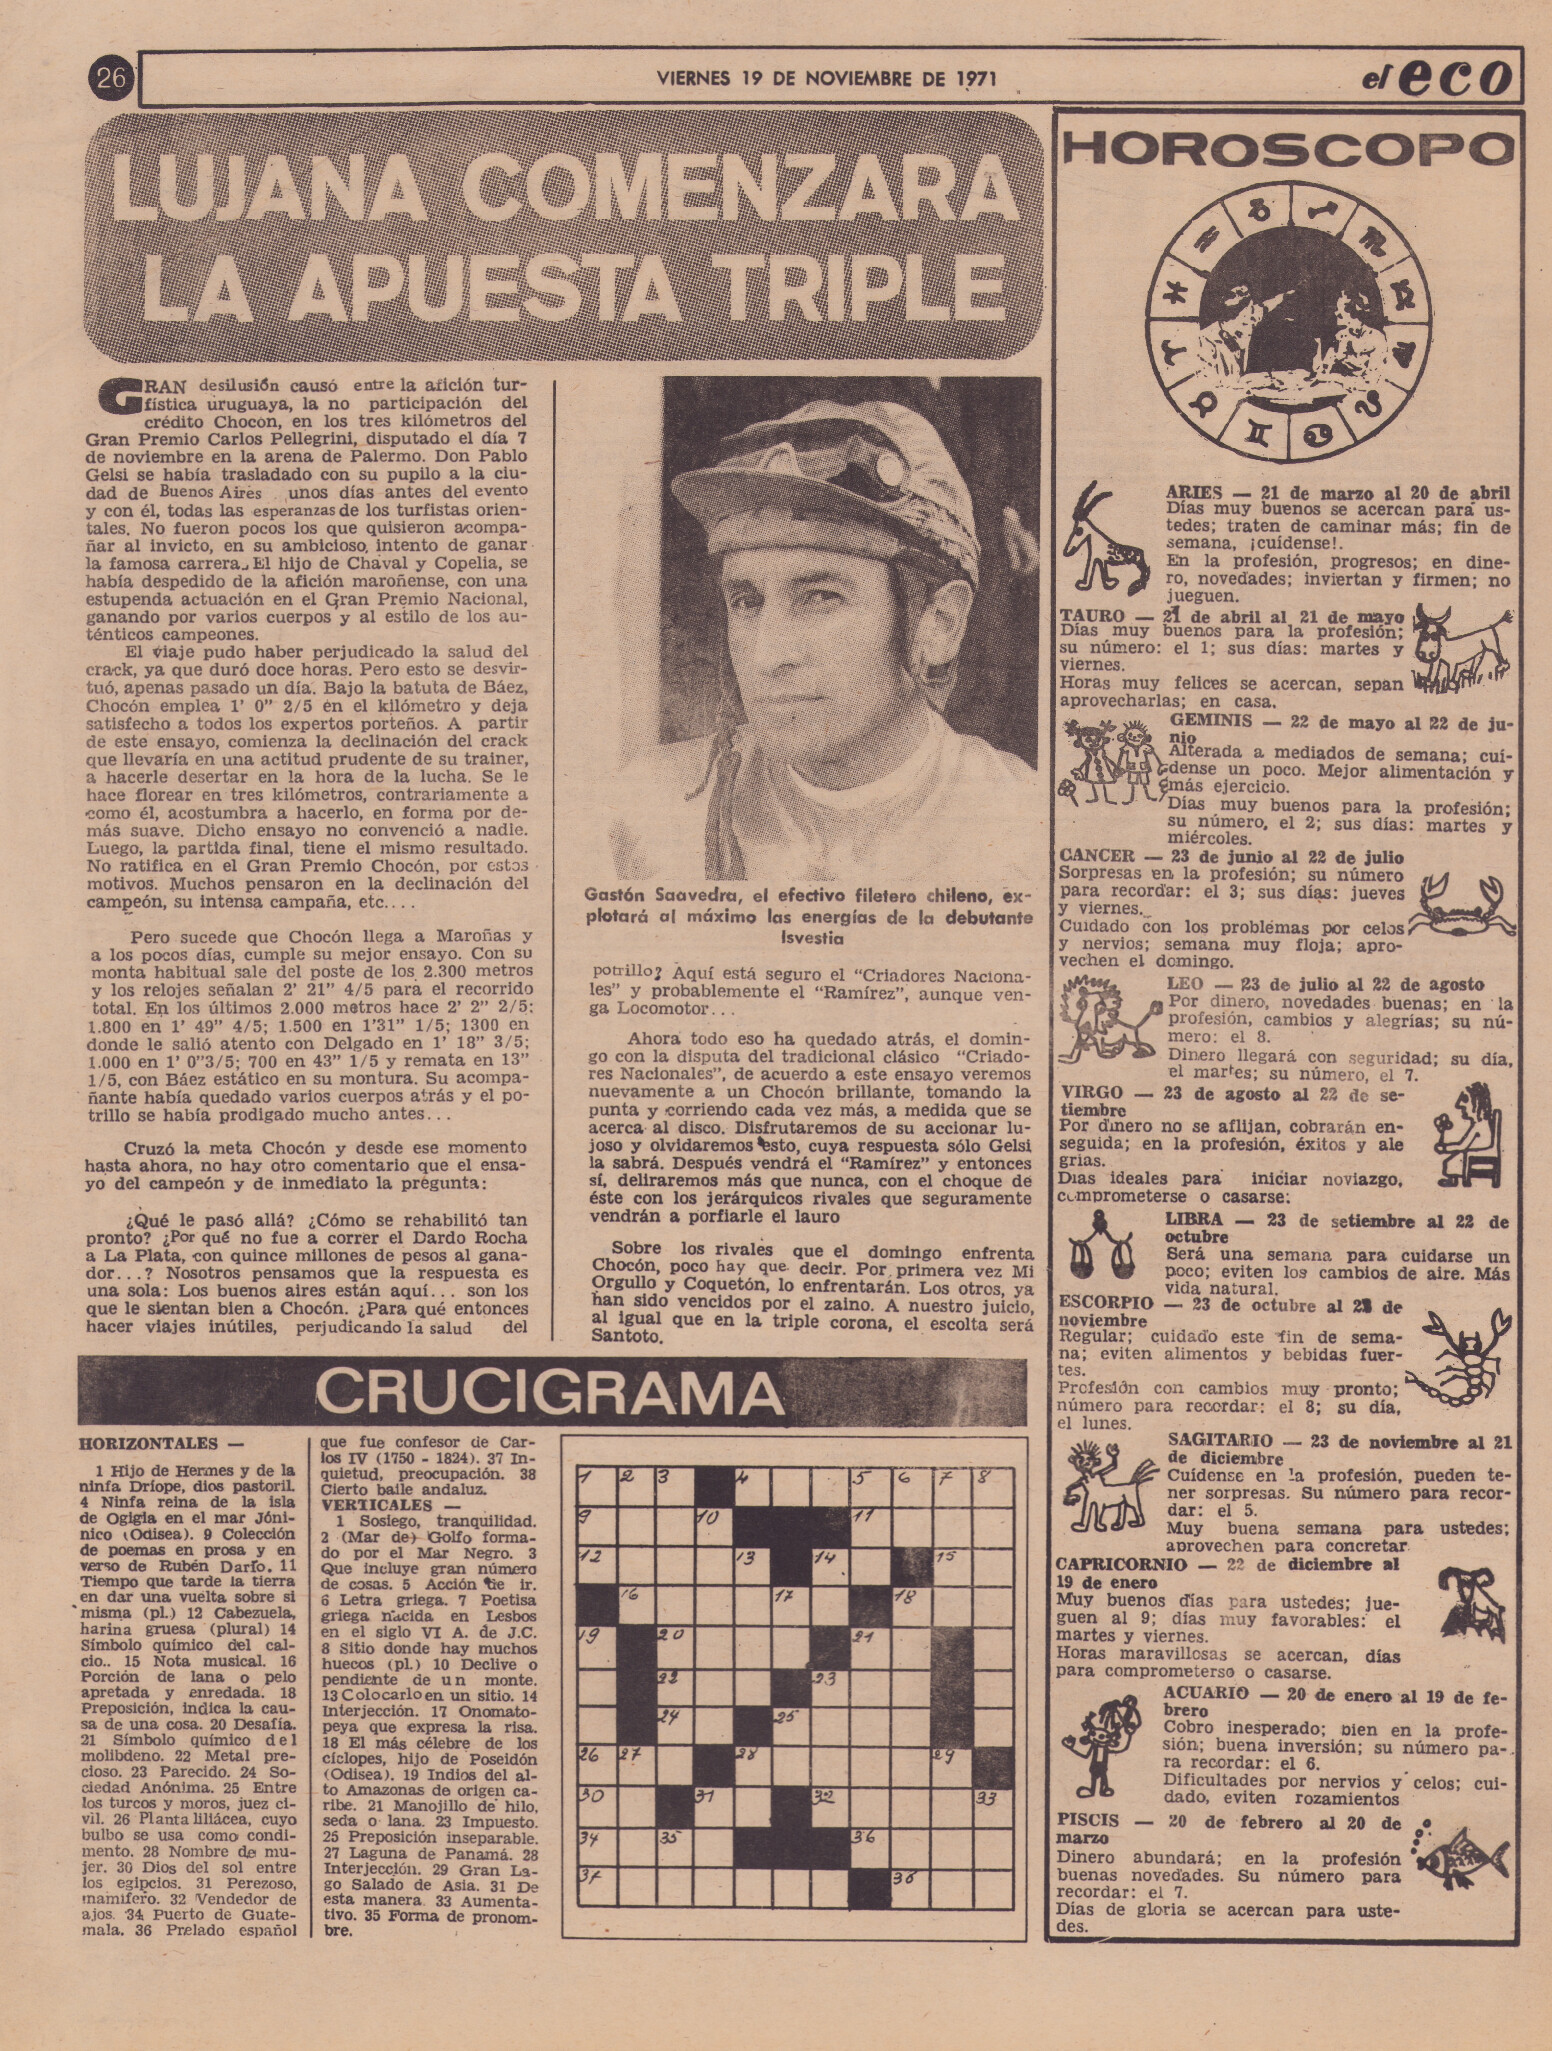 26
VIERNES 19 DE NOVIEMBRE DE 1971
el eco
LUJANA COMENZARA
LA APUESTA TRIPLE
GRAN desilusión causó entre la afición tur-
fística uruguaya, la no participación del
crédito Chocón, en los tres kilómetros del
Gran Premio Carlos Pellegrini, disputado el día 7
de noviembre en la arena de Palermo. Don Pablo
Gelsi se había trasladado con su pupilo a la ciu-
dad de Buenos Aires unos días antes del evento
y con él, todas las esperanzas de los turfistas orien-
tales. No fueron pocos los que quisieron acompa-
ñar al invicto, en su ambicioso, intento de ganar
la famosa carrera. El hijo de Chaval y Copelia, se
había despedido de la afición maroñense, con una
estupenda actuación en el Gran Premio Nacional,
ganando por varios cuerpos y al estilo de los au-
ténticos campeones.
El viaje pudo haber perjudicado la salud del
crack, ya que duró doce horas. Pero esto se desvir-
tuó, apenas pasado un día. Bajo la batuta de Báez,
Chocón emplea 1' 0" 2/5 en el kilómetro y deja
satisfecho a todos los expertos porteños. A partir
de este ensayo, comienza la declinación del crack
que llevaría en una actitud prudente de su trainer,
a hacerle desertar en la hora de la lucha. Se le
hace florear en tres kilómetros, contrariamente a
como él, acostumbra a hacerlo, en forma por de-
más suave. Dicho ensayo no convenció a nadie.
Luego, la partida final, tiene el mismo resultado.
No ratifica en el Gran Premio Chocón, por estos
motivos. Muchos pensaron en la declinación del
campeón, su intensa campaña, etc....
Pero sucede que Chocón llega a Maroñas y
a los pocos días, cumple su mejor ensayo. Con su
monta habitual sale del poste de los 2.300 metros
y los relojes señalan 2' 21" 4/5 para el recorrido
total. En los últimos 2.000 metros hace 2' 2" 2/5;
1.800 en 1' 49" 4/5; 1.500 en 1'31" 1/5; 1300 en
donde le salió atento con Delgado en 1' 18" 3/5;
1.000 en 1' 0"3/5; 700 en 43" 1/5 y remata en 13"
1/5, con Báez estático en su montura. Su acompa-
ñante había quedado varios cuerpos atrás y el po-
trillo se había prodigado mucho antes...
Cruzó la meta Chocón y desde ese momento
hasta ahora, no hay otro comentario que el ensa-
yo del campeón y de inmediato la pregunta:
¿Qué le pasó allá? ¿Cómo se rehabilitó tan
pronto? ¿Por qué no fue a correr el Dardo Rocha
a La Plata, con quince millones de pesos al gana-
dor...? Nosotros pensamos que la respuesta es
una sola: Los buenos aires están aquí... son los
que le sientan bien a Chocón. ¿Para qué entonces
hacer viajes inútiles, perjudicando la salud del
Gastón Saavedra, el efectivo filetero chileno, ex-
plotará al máximo las energías de la debutante
Isvestia
potrillo? Aquí está seguro el "Criadores Naciona-
les" y probablemente el "Ramírez", aunque ven-
ga Locomotor...
Ahora todo eso ha quedado atrás, el domin-
go con la disputa del tradicional clásico "Criado-
res Nacionales", de acuerdo a este ensayo veremos
nuevamente a un Chocón brillante, tomando la
punta y corriendo cada vez más, a medida que se
acerca al disco. Disfrutaremos de su accionar lu-
joso y olvidaremos esto, cuya respuesta sólo Gelsi
la sabrá. Después vendrá el "Ramírez" y entonces
sí, deliraremos más que nunca, con el choque de
éste con los jerárquicos rivales que seguramente
vendrán a porfiarle el lauro
Sobre los rivales que el domingo enfrenta
Chocón, poco hay que decir. Por primera vez Mi
Orgullo y Coquetón, lo enfrentarán. Los otros, ya
han sido vencidos por el zaino. A nuestro juicio,
al igual que en la triple corona, el escolta será
Santoto.
CRUCIGRAMA
HORIZONTALES —
1 Hijo de Hermes y de la
ninfa Dríope, dios pastoril.
4 Ninfa reina de la isla
de Ogigia en el mar Jóni-
nico (Odisea). 9 Colección
de poemas en prosa y en
verso de Rubén Darío. 11
Tiempo que tarde la tierra
en dar una vuelta sobre si
misma (pl.) 12 Cabezuela,
harina gruesa (plural) 14
Símbolo químico del cal-
cio.. 15 Nota musical. 16
Porción de lana o pelo
apretada y enredada. 18
Preposición, indica la cau-
sa de una cosa. 20 Desafía.
21 Símbolo químico del
molibdeno. 22 Metal pre-
cioso. 23 Parecido. 24 So-
ciedad Anónima. 25 Entre
los turcos y moros, juez ci-
vil. 26 Planta liliácea, cuyo
bulbo se usa como condi-
mento. 28 Nombre de mu-
jer. 30 Dios del sol entre
los egipcios. 31 Perezoso,
mamífero. 32 Vendedor de
ajos. 34 Puerto de Guate-
mala. 36 Prelado español
que fue confesor de Car-
los IV (1750 - 1824). 37 In-
quietud, preocupación. 38
Cierto baile andaluz.
VERTICALES —
1 Sosiego, tranquilidad.
2 (Mar de) Golfo forma-
do por el Mar Negro. 3
Que incluye gran número
de cosas. 5 Acción de ir.
6 Letra griega. 7 Poetisa
griega nacida en Lesbos
en el siglo VI A. de J.C.
8 Sitio donde hay muchos
huecos (pl.) 10 Declive o
pendiente de un monte.
13 Colocarlo en un sitio. 14
Interjección. 17 Onomato-
peya que expresa la risa.
18 El más célebre de los
cíclopes, hijo de Poseidón
(Odisea). 19 Indios del al-
to Amazonas de origen ca-
ribe. 21 Manojillo de hilo,
seda o lana. 23 Impuesto.
25 Preposición inseparable.
27 Laguna de Panamá. 28
Interjección. 29 Gran La-
go Salado de Asia. 31 De
esta manera. 33 Aumenta-
tivo. 35 Forma de pronom-
bre.
1 2 3 4 5 6 7 8
9 10 11
12 13 14 15
16 17 18
19 20 21
22 23
24 25
26 27 28 29
30 31 32 33
34 35 36
37 38
HOROSCOPO
ARIES — 21 de marzo al 20 de abril
Días muy buenos se acercan para us-
tedes; traten de caminar más; fin de
semana, ¡cuídense!.
En la profesión, progresos; en dine-
ro, novedades; inviertan y firmen; no
jueguen.
TAURO — 21 de abril al 21 de mayo
Días muy buenos para la profesión;
su número: el 1; sus días: martes y
viernes.
Horas muy felices se acercan, sepan
aprovecharlas; en casa.
GEMINIS — 22 de mayo al 22 de ju-
nio
Alterada a mediados de semana; cuí-
dense un poco. Mejor alimentación y
más ejercicio.
Días muy buenos para la profesión;
su número, el 2; sus días: martes y
miércoles.
CANCER — 23 de junio al 22 de julio
Sorpresas en la profesión; su número
para recordar: el 3; sus días: jueves
y viernes.
Cuidado con los problemas por celos
y nervios; semana muy floja; apro-
vechen el domingo.
LEO — 23 de julio al 22 de agosto
Por dinero, novedades buenas; en la
profesión, cambios y alegrías; su nú-
mero: el 8.
Dinero llegará con seguridad; su día,
el martes; su número, el 7.
VIRGO — 23 de agosto al 22 de se-
tiembre
Por dinero no se aflijan, cobrarán en-
seguida; en la profesión, éxitos y ale
grias.
Días ideales para iniciar noviazgo,
comprometerse o casarse:
LIBRA — 23 de setiembre al 22 de
octubre
Será una semana para cuidarse un
poco; eviten los cambios de aire. Más
vida natural.
ESCORPIO — 23 de octubre al 22 de
noviembre
Regular; cuidado este fin de sema-
na; eviten alimentos y bebidas fuer-
tes.
Profesión con cambios muy pronto;
número para recordar: el 8; su día,
el lunes.
SAGITARIO — 23 de noviembre al 21
de diciembre
Cuídense en la profesión, pueden te-
ner sorpresas. Su número para recor-
dar: el 5.
Muy buena semana para ustedes;
aprovechen para concretar
CAPRICORNIO — 22 de diciembre al
19 de enero
Muy buenos días para ustedes; jue-
guen al 9; días muy favorables: el
martes y viernes.
Horas maravillosas se acercan, días
para comprometerso o casarse.
ACUARIO — 20 de enero al 19 de fe-
brero
Cobro inesperado; bien en la profe-
sión; buena inversión; su número pa-
ra recordar: el 6.
Dificultades por nervios y celos; cui-
dado, eviten rozamientos
PISCIS — 20 de febrero al 20 de
marzo
Dinero abundará; en la profesión
buenas novedades. Su número para
recordar: el 7.
Días de gloria se acercan para uste-
des.